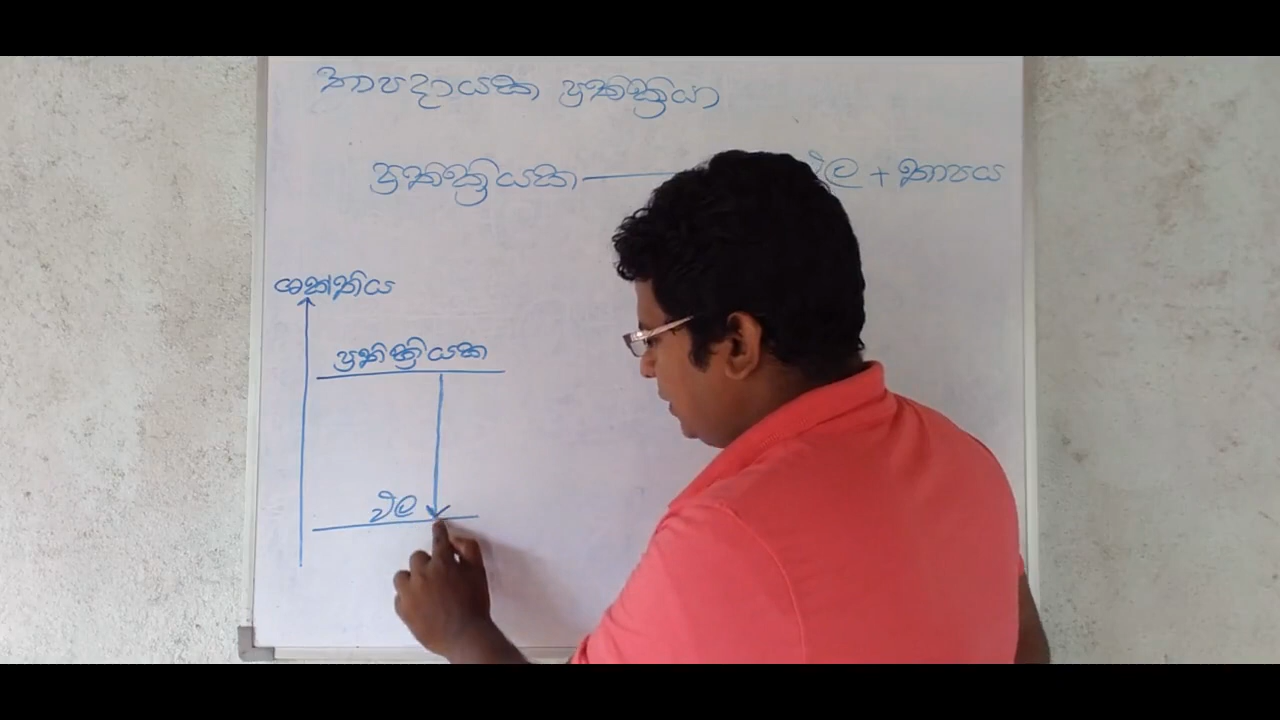 තාපදායක ප්‍රතික්‍රියා
ප්‍රතික්‍රියක ඵල + තාපය
ශක්තිය
ප්‍රතික්‍රියක
ඵල